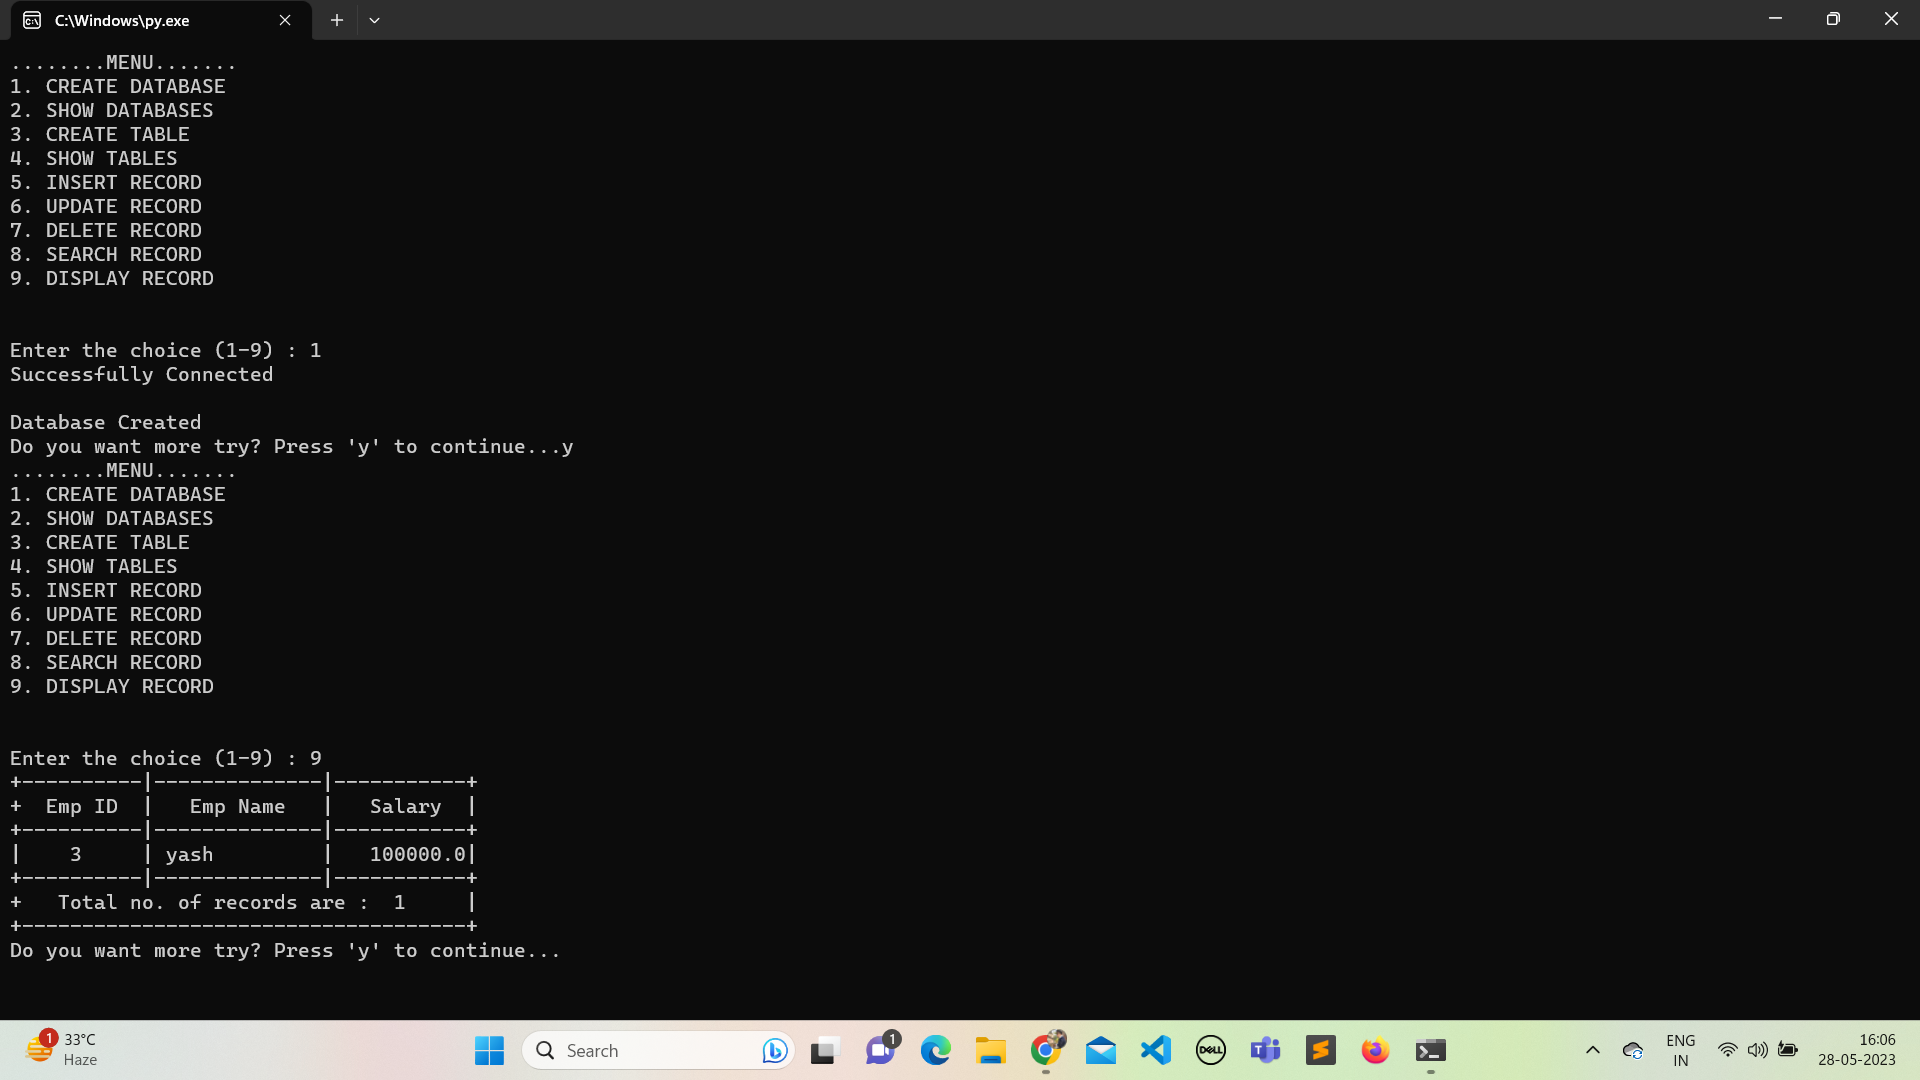 C:\Windows\py.exe
........MENU.......
1. CREATE DATABASE
2. SHOW DATABASES
3. CREATE TABLE
4. SHOW TABLES
5. INSERT RECORD
6. UPDATE RECORD
7. DELETE RECORD
8. SEARCH RECORD
9. DISPLAY RECORD
Enter the choice (1-9) : 1
Successfully Connected
Database Created
Do you want more try? Press 'y' to continue...y
........MENU.......
1. CREATE DATABASE
2. SHOW DATABASES
3. CREATE TABLE
4. SHOW TABLES
5. INSERT RECORD
6. UPDATE RECORD
7. DELETE RECORD
8. SEARCH RECORD
9. DISPLAY RECORD
Enter the choice (1-9) : 9
+----------|--------------|-----------+
+  Emp ID  |   Emp Name   |   Salary  |
+----------|--------------|-----------+
|    3     | yash         |   100000.0|
+----------|--------------|-----------+
+   Total no. of records are :  1     |
+-------------------------------------+
Do you want more try? Press 'y' to continue...
1
33°C
Haze
Search
1
DELL
ENG
IN
16:06
28-05-2023